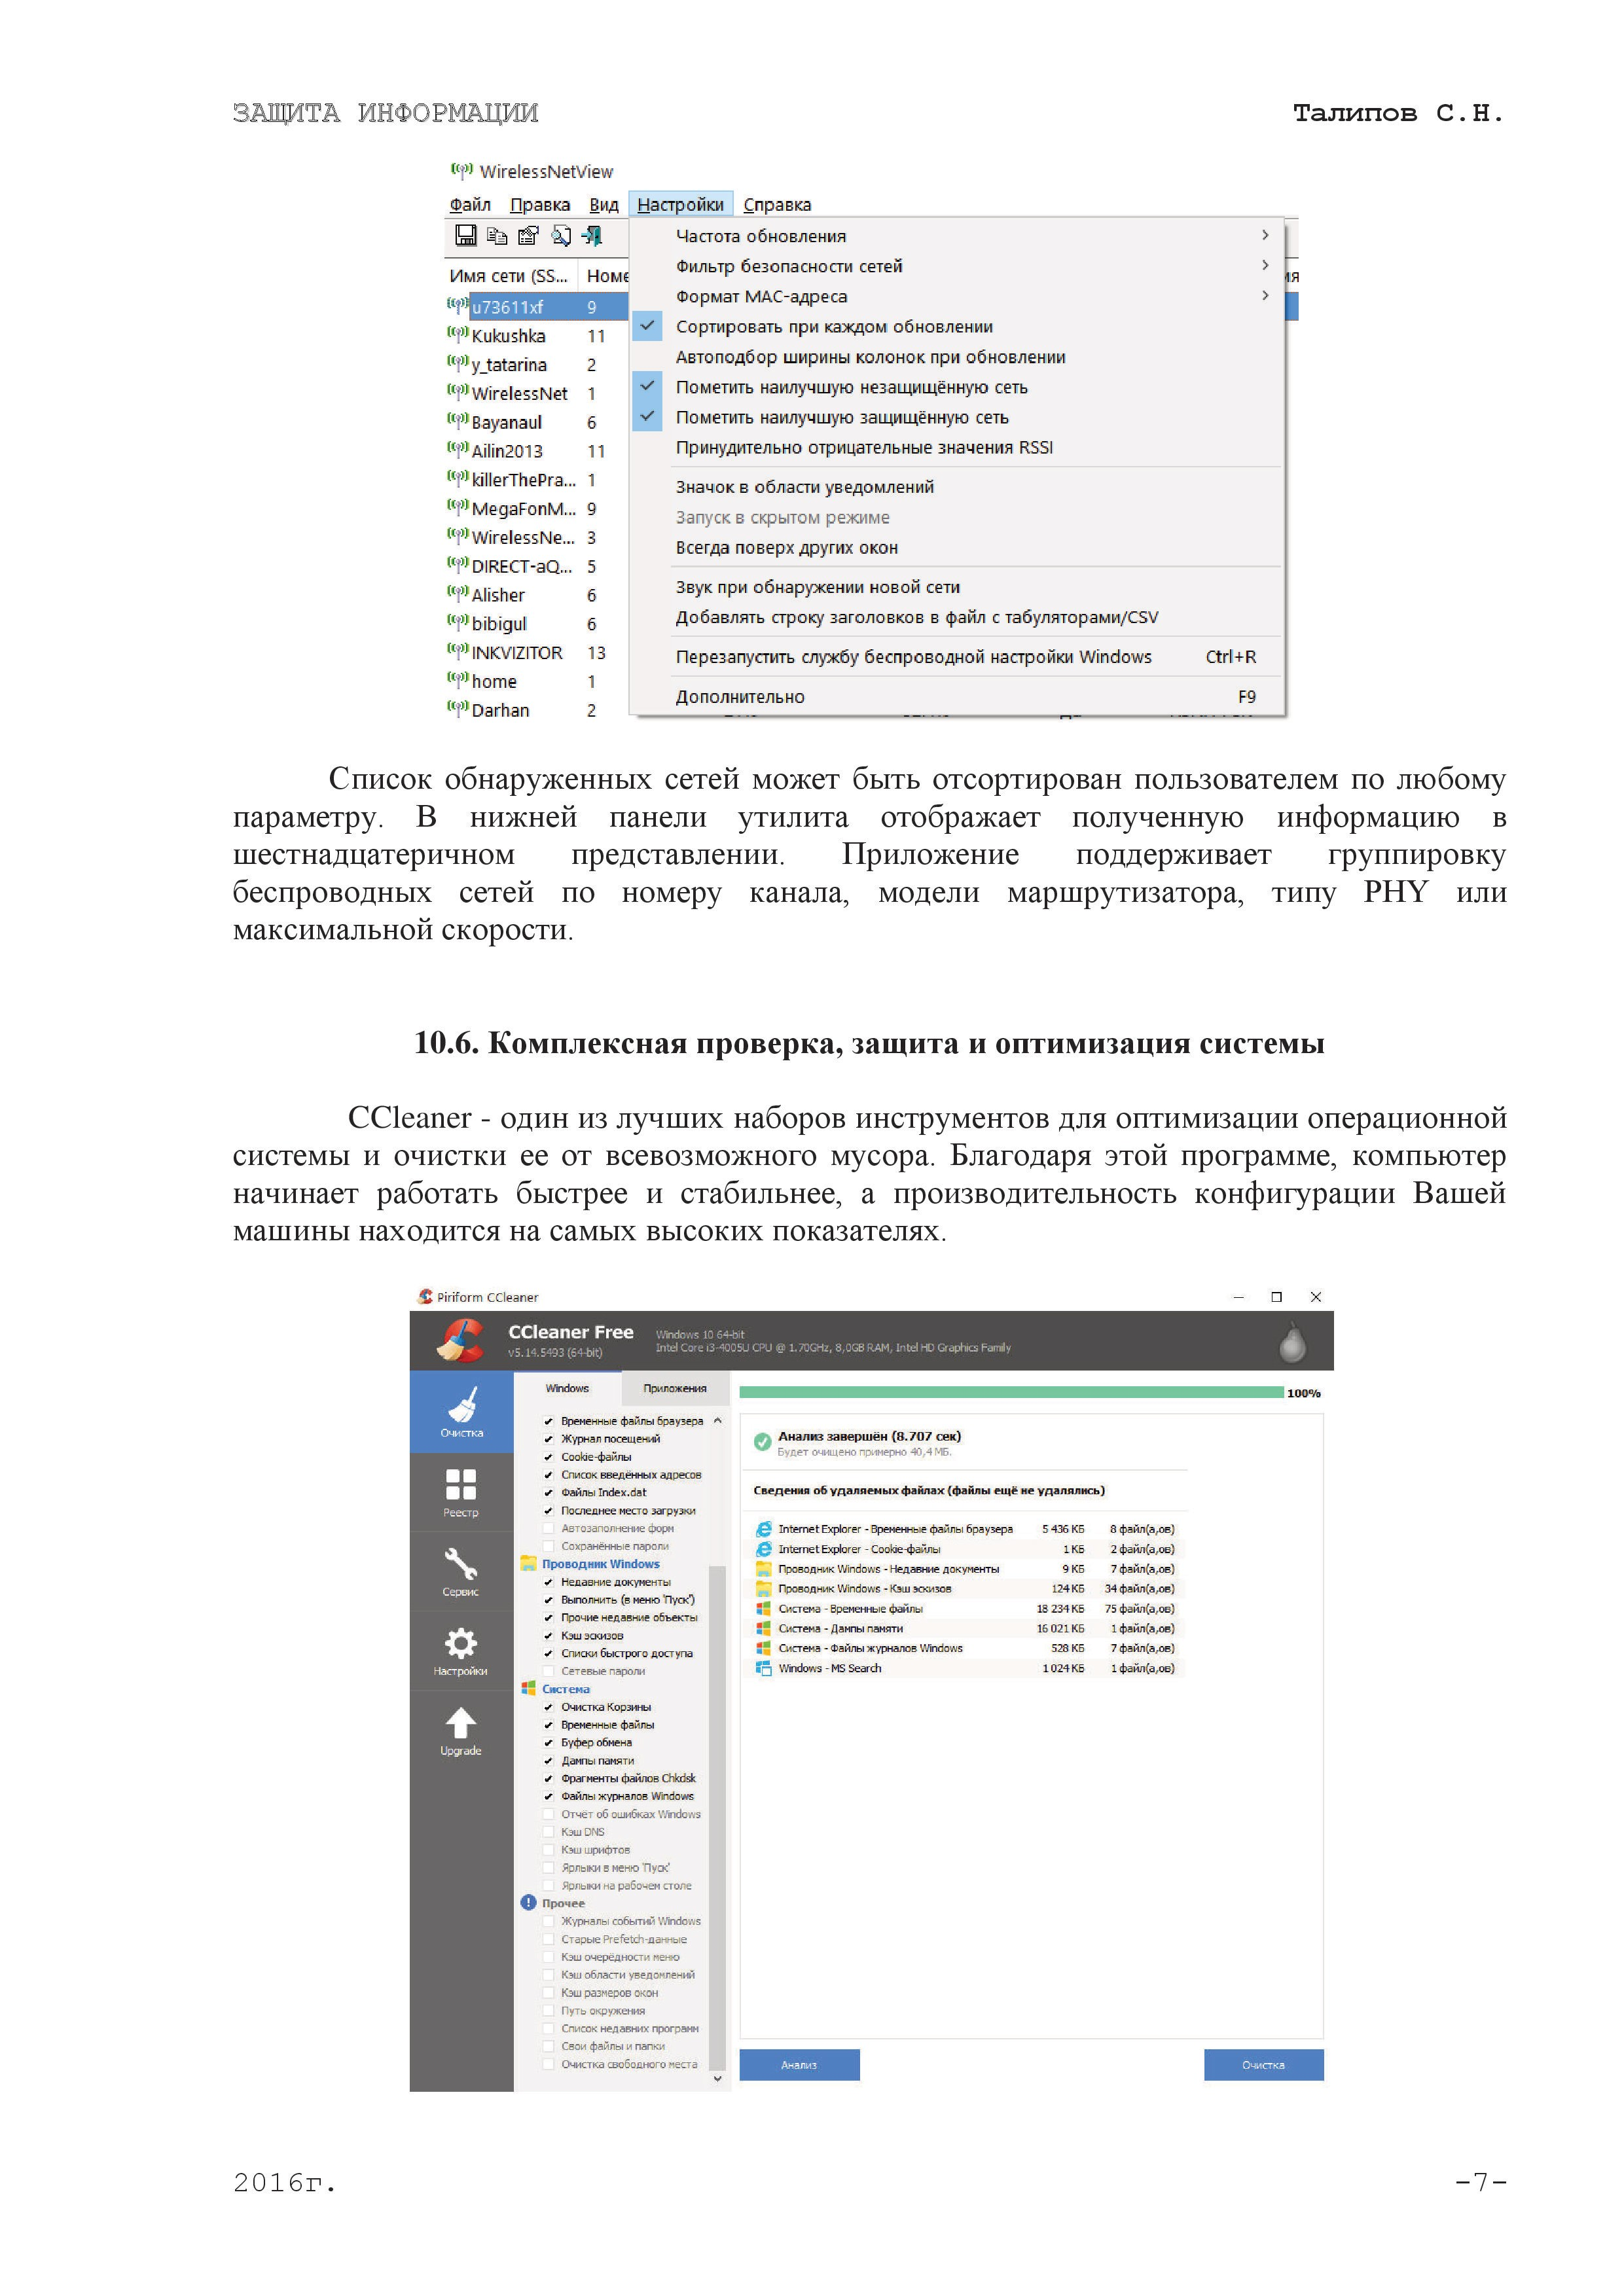 ЗАЩИТА ИНФОРМАЦИИ Талипов С.Н.
WirelessNetView
Файл Правка Вид Настройки Справка
Имя сети (SS... Номе
u73611xf 9
Kukushka 11
y_tatarina 2
WirelessNet 1
Bayanaul 6
Ailin2013 11
killerThePra... 1
MegaFonM... 9
WirelessNe... 3
DIRECT-aQ... 5
Alisher 6
bibigul 6
INKVIZITOR 13
home 1
Darhan 2
Частота обновления
Фильтр безопасности сетей
Формат MAC-адреса
Сортировать при каждом обновлении
Автоподбор ширины колонок при обновлении
Пометить наилучшую незащищённую сеть
Пометить наилучшую защищённую сеть
Принудительно отрицательные значения RSSI
Значок в области уведомлений
Запуск в скрытом режиме
Всегда поверх других окон
Звук при обнаружении новой сети
Добавлять строку заголовков в файл с табуляторами/CSV
Перезапустить службу беспроводной настройки Windows Ctrl+R
Дополнительно F9
Список обнаруженных сетей может быть отсортирован пользователем по любому
параметру. В нижней панели утилита отображает полученную информацию в
шестнадцатеричном представлении. Приложение поддерживает группировку
беспроводных сетей по номеру канала, модели маршрутизатора, типу PHY или
максимальной скорости.
10.6. Комплексная проверка, защита и оптимизация системы
CCleaner - один из лучших наборов инструментов для оптимизации операционной
системы и очистки ее от всевозможного мусора. Благодаря этой программе, компьютер
начинает работать быстрее и стабильнее, а производительность конфигурации Вашей
машины находится на самых высоких показателях.
Piriform CCleaner
CCleaner Free
v5.14.5493 (64-bit)
Windows 10 64-bit
Intel Core i3-4005U CPU @ 1.70GHz, 8,0GB RAM, Intel HD Graphics Family
Очистка
Реестр
Сервис
Настройки
Upgrade
Windows Приложения
Временные файлы браузера
Журнал посещений
Cookie-файлы
Список введённых адресов
Файлы Index.dat
Последнее место загрузки
Автозаполнение форм
Сохранённые пароли
Проводник Windows
Недавние документы
Выполнить (в меню 'Пуск')
Прочие недавние объекты
Кэш эскизов
Списки быстрого доступа
Сетевые пароли
Система
Очистка Корзины
Временные файлы
Буфер обмена
Дампы памяти
Фрагменты файлов Chkdsk
Файлы журналов Windows
Отчёт об ошибках Windows
Кэш DNS
Кэш шрифтов
Ярлыки в меню 'Пуск'
Ярлыки на рабочем столе
Прочее
Журналы событий Windows
Старые Prefetch-данные
Кэш очерёдности меню
Кэш области уведомлений
Кэш размеров окон
Путь окружения
Список недавних программ
Свои файлы и папки
Очистка свободного места
100%
Анализ завершён (8.707 сек)
Будет очищено примерно 40,4 МБ.
Сведения об удаляемых файлах (файлы ещё не удалялись)
Internet Explorer - Временные файлы браузера 5 436 КБ 8 файл(а,ов)
Internet Explorer - Cookie-файлы 1 КБ 2 файл(а,ов)
Проводник Windows - Недавние документы 9 КБ 7 файл(а,ов)
Проводник Windows - Кэш эскизов 124 КБ 34 файл(а,ов)
Система - Временные файлы 18 234 КБ 75 файл(а,ов)
Система - Дампы памяти 16 021 КБ 1 файл(а,ов)
Система - Файлы журналов Windows 528 КБ 7 файл(а,ов)
Windows - MS Search 1 024 КБ 1 файл(а,ов)
Анализ Очистка
2016г. -7-